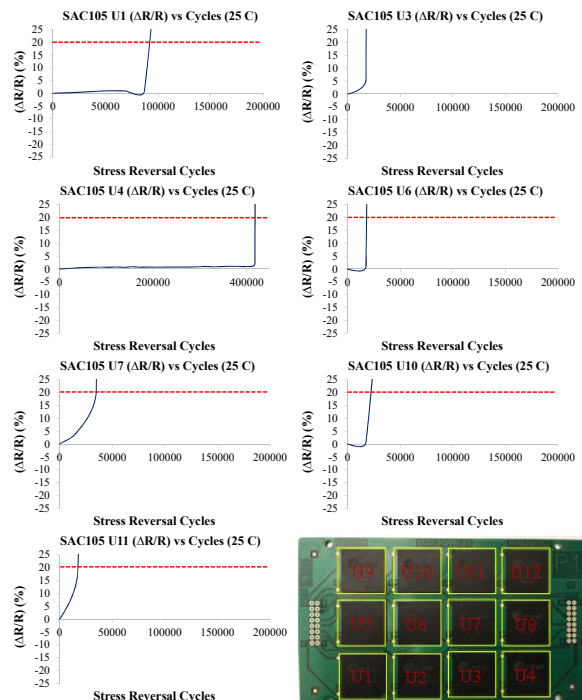 SAC105 U1 (ΔR/R) vs Cycles (25 C)
(ΔR/R) (%)
25
20
15
10
5
0
-5
-10
-15
-20
-25
0 50000 100000 150000 200000
Stress Reversal Cycles
SAC105 U3 (ΔR/R) vs Cycles (25 C)
(ΔR/R) (%)
25
20
15
10
5
0
-5
-10
-15
-20
-25
0 50000 100000 150000 200000
Stress Reversal Cycles
SAC105 U4 (ΔR/R) vs Cycles (25 C)
(ΔR/R) (%)
25
20
15
10
5
0
-5
-10
-15
-20
-25
0 200000 400000
Stress Reversal Cycles
SAC105 U6 (ΔR/R) vs Cycles (25 C)
(ΔR/R) (%)
25
20
15
10
5
0
-5
-10
-15
-20
-25
0 50000 100000 150000 200000
Stress Reversal Cycles
SAC105 U7 (ΔR/R) vs Cycles (25 C)
(ΔR/R) (%)
25
20
15
10
5
0
-5
-10
-15
-20
-25
0 50000 100000 150000 200000
Stress Reversal Cycles
SAC105 U10 (ΔR/R) vs Cycles (25 C)
(ΔR/R) (%)
25
20
15
10
5
0
-5
-10
-15
-20
-25
0 50000 100000 150000 200000
Stress Reversal Cycles
SAC105 U11 (ΔR/R) vs Cycles (25 C)
(ΔR/R) (%)
25
20
15
10
5
0
-5
-10
-15
-20
-25
0 50000 100000 150000 200000
Stress Reversal Cycles
U9 U10 U11 U12
U5 U6 U7 U8
U1 U2 U3 U4